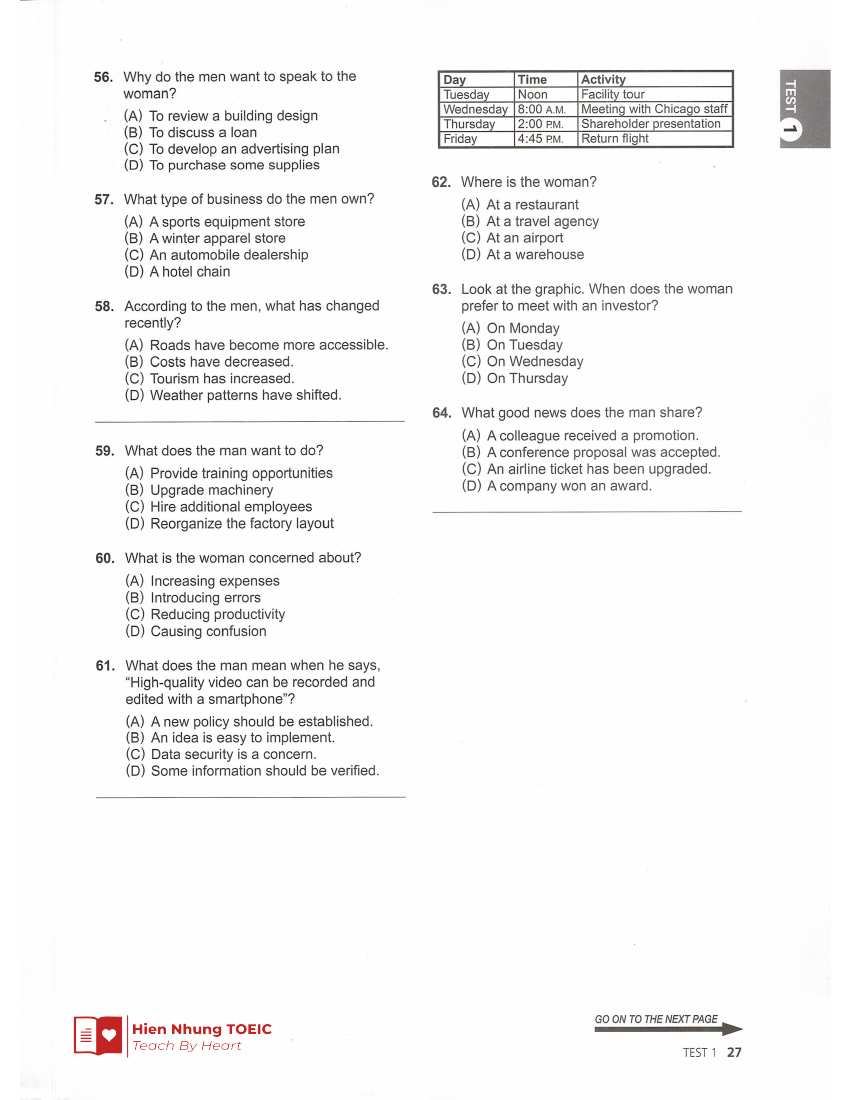 56. Why do the men want to speak to the
woman?
(A) To review a building design
(B) To discuss a loan
(C) To develop an advertising plan
(D) To purchase some supplies
57. What type of business do the men own?
(A) A sports equipment store
(B) A winter apparel store
(C) An automobile dealership
(D) A hotel chain
58. According to the men, what has changed
recently?
(A) Roads have become more accessible.
(B) Costs have decreased.
(C) Tourism has increased.
(D) Weather patterns have shifted.
59. What does the man want to do?
(A) Provide training opportunities
(B) Upgrade machinery
(C) Hire additional employees
(D) Reorganize the factory layout
60. What is the woman concerned about?
(A) Increasing expenses
(B) Introducing errors
(C) Reducing productivity
(D) Causing confusion
61. What does the man mean when he says,
“High-quality video can be recorded and
edited with a smartphone”?
(A) A new policy should be established.
(B) An idea is easy to implement.
(C) Data security is a concern.
(D) Some information should be verified.
Day Time Activity
Tuesday Noon Facility tour
Wednesday 8:00 A.M. Meeting with Chicago staff
Thursday 2:00 PM. Shareholder presentation
Friday 4:45 PM. Return flight
62. Where is the woman?
(A) At a restaurant
(B) At a travel agency
(C) At an airport
(D) At a warehouse
63. Look at the graphic. When does the woman
prefer to meet with an investor?
(A) On Monday
(B) On Tuesday
(C) On Wednesday
(D) On Thursday
64. What good news does the man share?
(A) A colleague received a promotion.
(B) A conference proposal was accepted.
(C) An airline ticket has been upgraded.
(D) A company won an award.
TEST 1
Hien Nhung TOEIC
Teach By Heart
GO ON TO THE NEXT PAGE
TEST 1 27